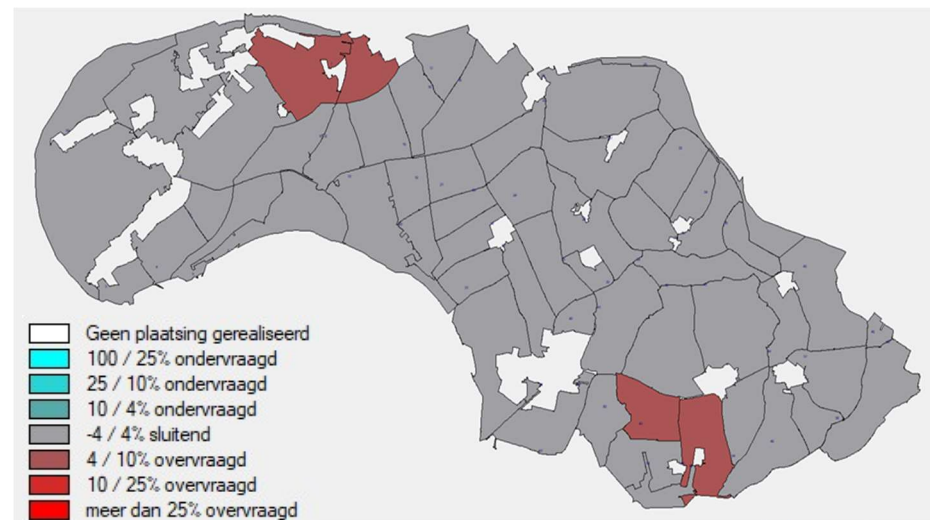 Geen plaatsing gerealiseerd
100 / 25% ondervraagd
25 / 10% ondervraagd
10 / 4% ondervraagd
-4 / 4% sluitend
4 / 10% overvraagd
10 / 25% overvraagd
meer dan 25% overvraagd